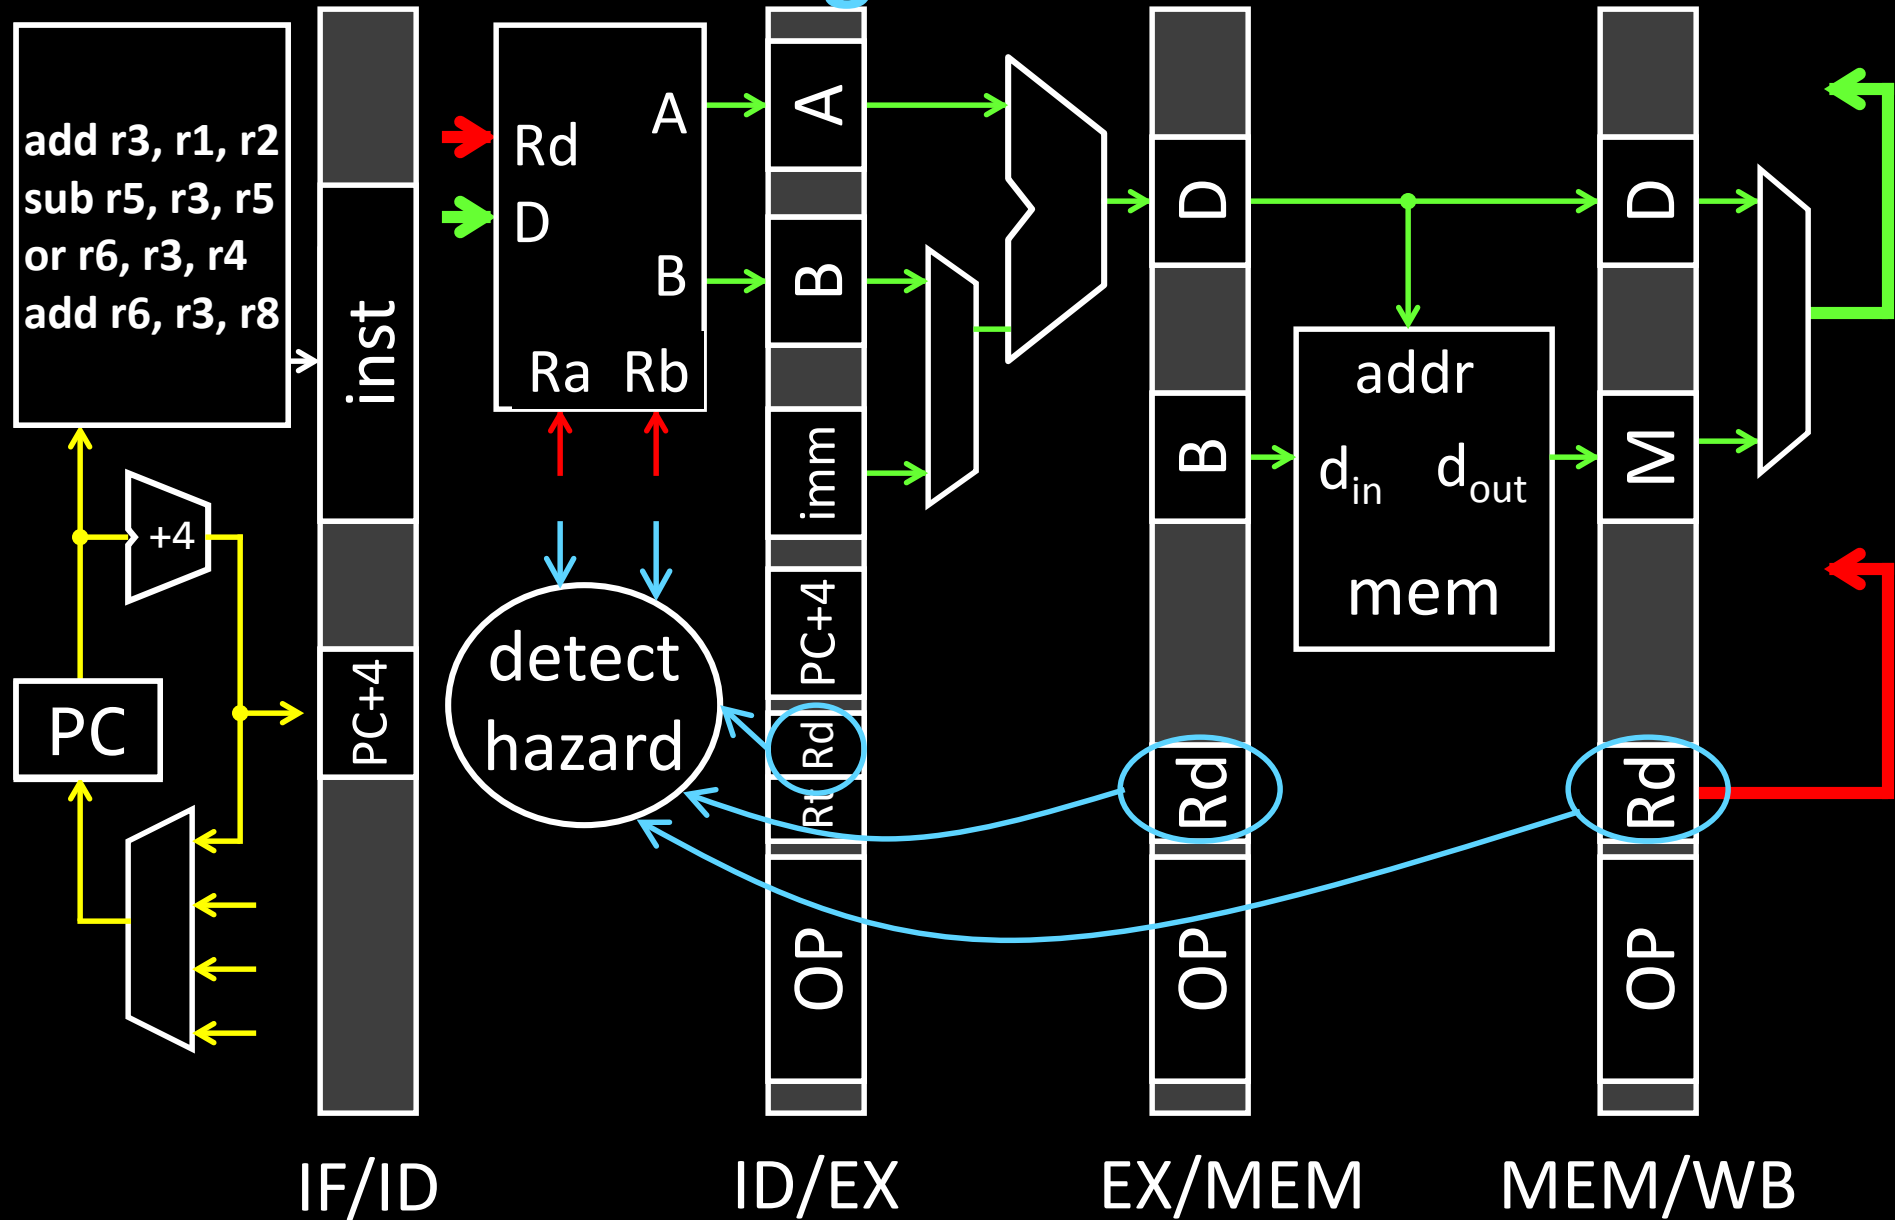 add r3, r1, r2
sub r5, r3, r5
or r6, r3, r4
add r6, r3, r8
+4
PC
inst
PC+4
IF/ID
Rd
D
A
B
Ra Rb
detect
hazard
A
B
imm
PC+4
Rd
Rt
OP
ID/EX
D
B
Rd
OP
EX/MEM
addr
din dout
mem
D
M
Rd
OP
MEM/WB